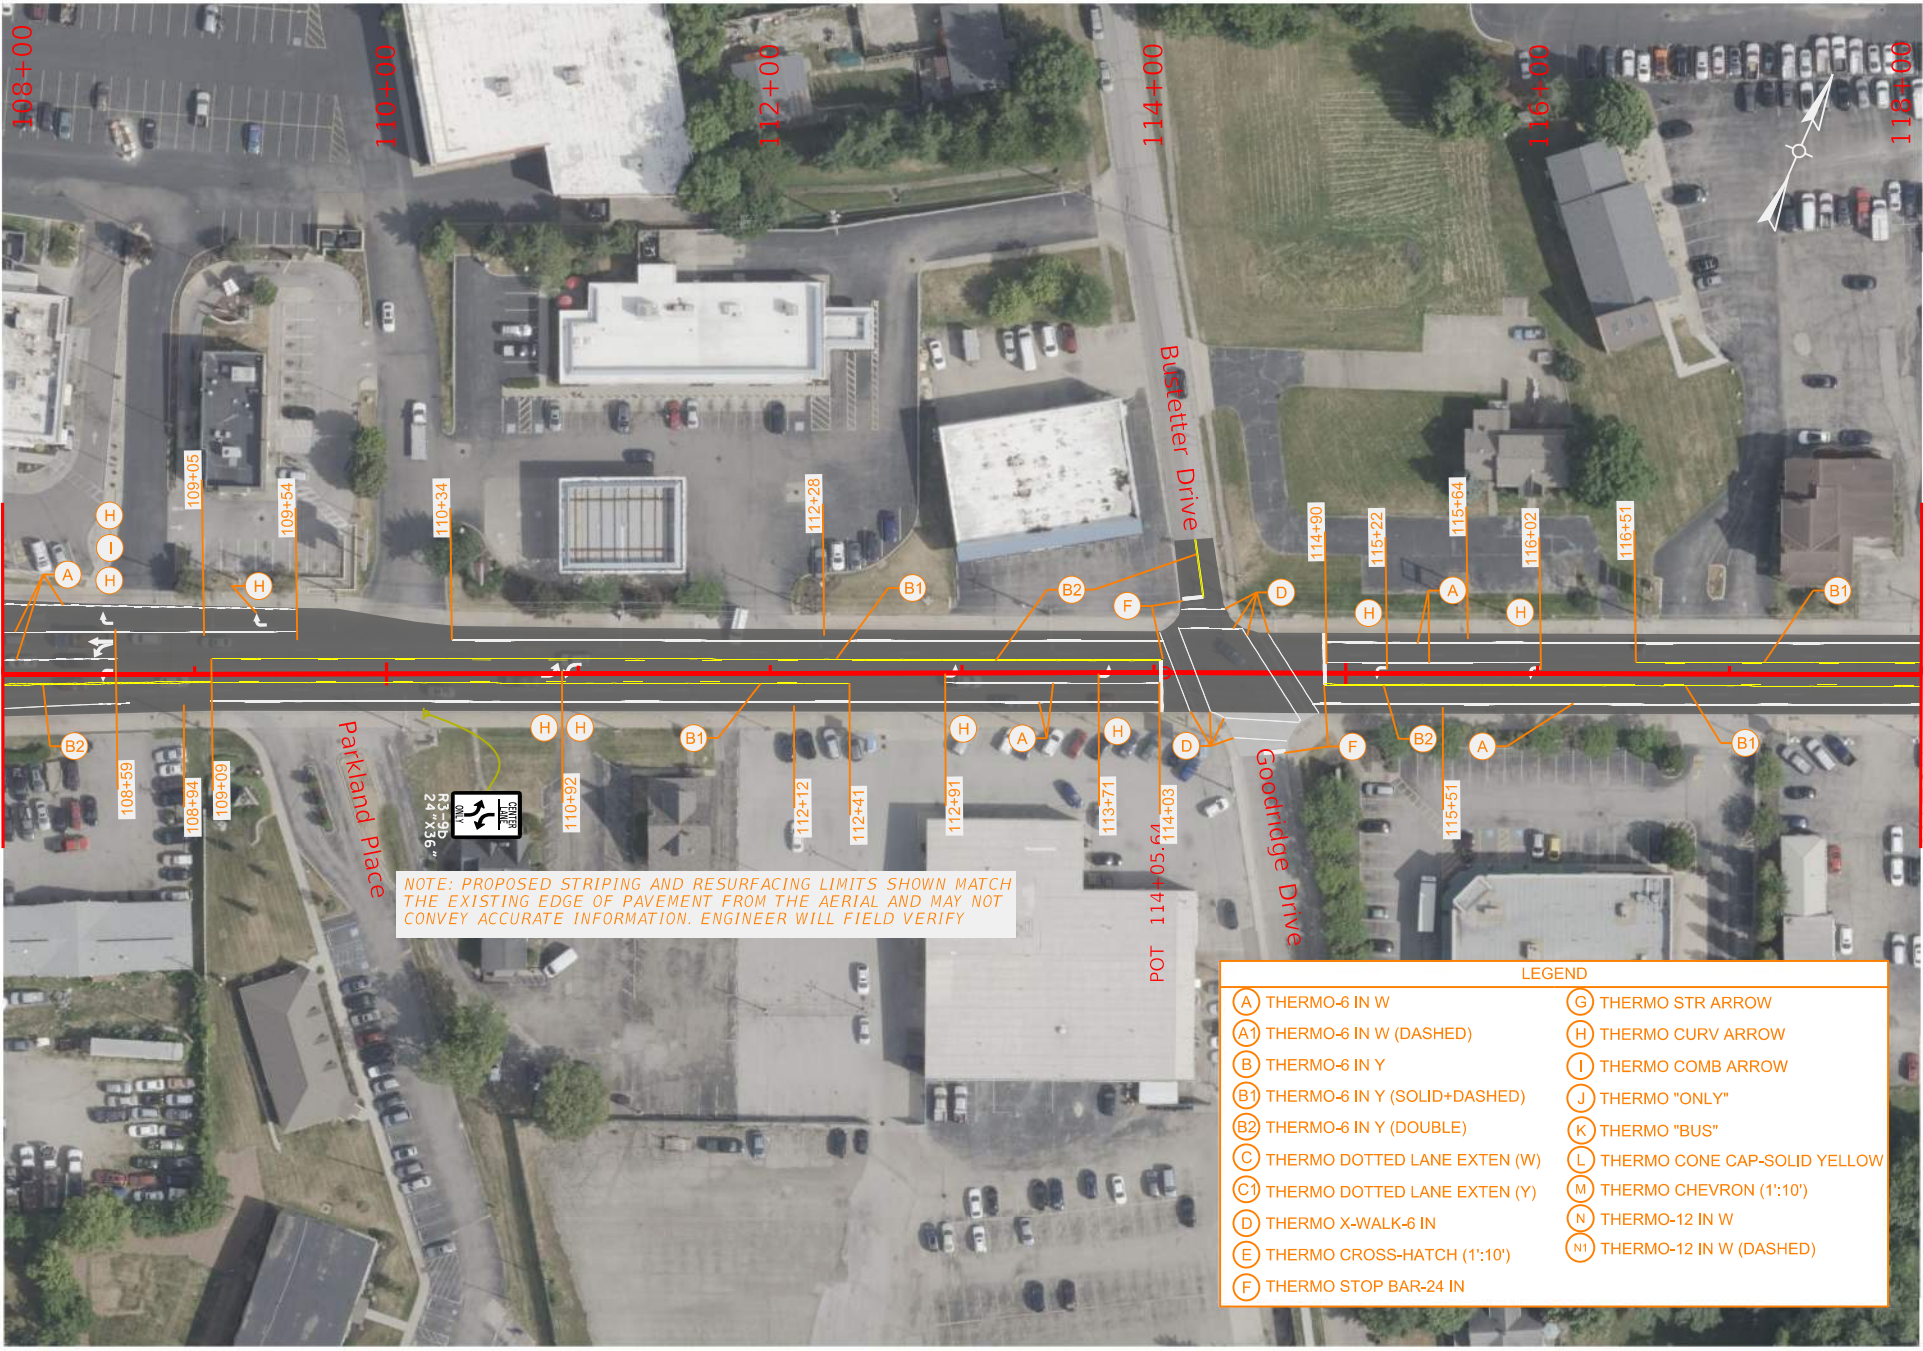 108+00
110+00
112+00
114+00
116+00
118+00
Bustetter Drive
109+05
109+54
110+34
112+28
114+90
115+22
115+64
116+02
116+51
H
I
H
A
H
B1
B2
F
D
H
A
H
B1
B2
H
H
B1
H
A
H
D
F
B2
A
B1
108+59
108+94
109+09
110+92
112+12
112+41
112+91
113+71
114+03
115+51
Parkland Place
R3-9b
24"X36"
CENTER
LANE
ONLY
POT 114+05.64
Goodridge Drive
NOTE: PROPOSED STRIPING AND RESURFACING LIMITS SHOWN MATCH
THE EXISTING EDGE OF PAVEMENT FROM THE AERIAL AND MAY NOT
CONVEY ACCURATE INFORMATION. ENGINEER WILL FIELD VERIFY
LEGEND
A THERMO-6 IN W
A1 THERMO-6 IN W (DASHED)
B THERMO-6 IN Y
B1 THERMO-6 IN Y (SOLID+DASHED)
B2 THERMO-6 IN Y (DOUBLE)
C THERMO DOTTED LANE EXTEN (W)
C1 THERMO DOTTED LANE EXTEN (Y)
D THERMO X-WALK-6 IN
E THERMO CROSS-HATCH (1':10')
F THERMO STOP BAR-24 IN
G THERMO STR ARROW
H THERMO CURV ARROW
I THERMO COMB ARROW
J THERMO "ONLY"
K THERMO "BUS"
L THERMO CONE CAP-SOLID YELLOW
M THERMO CHEVRON (1':10')
N THERMO-12 IN W
N1 THERMO-12 IN W (DASHED)